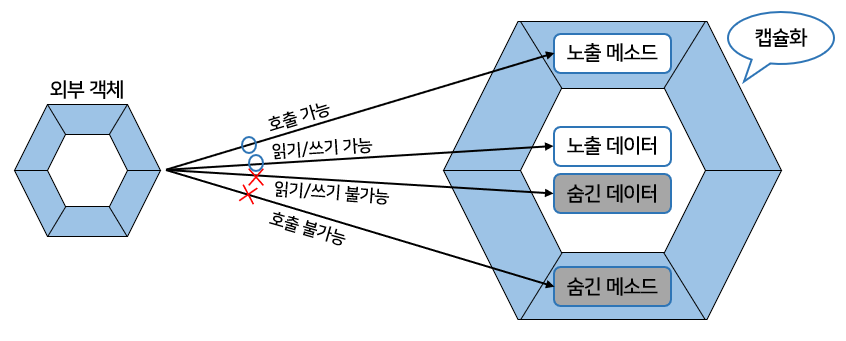 캡슐화
노출 메소드
외부 객체
호출 가능
읽기/쓰기 가능
노출 데이터
읽기/쓰기 불가능
숨긴 데이터
호출 불가능
숨긴 메소드